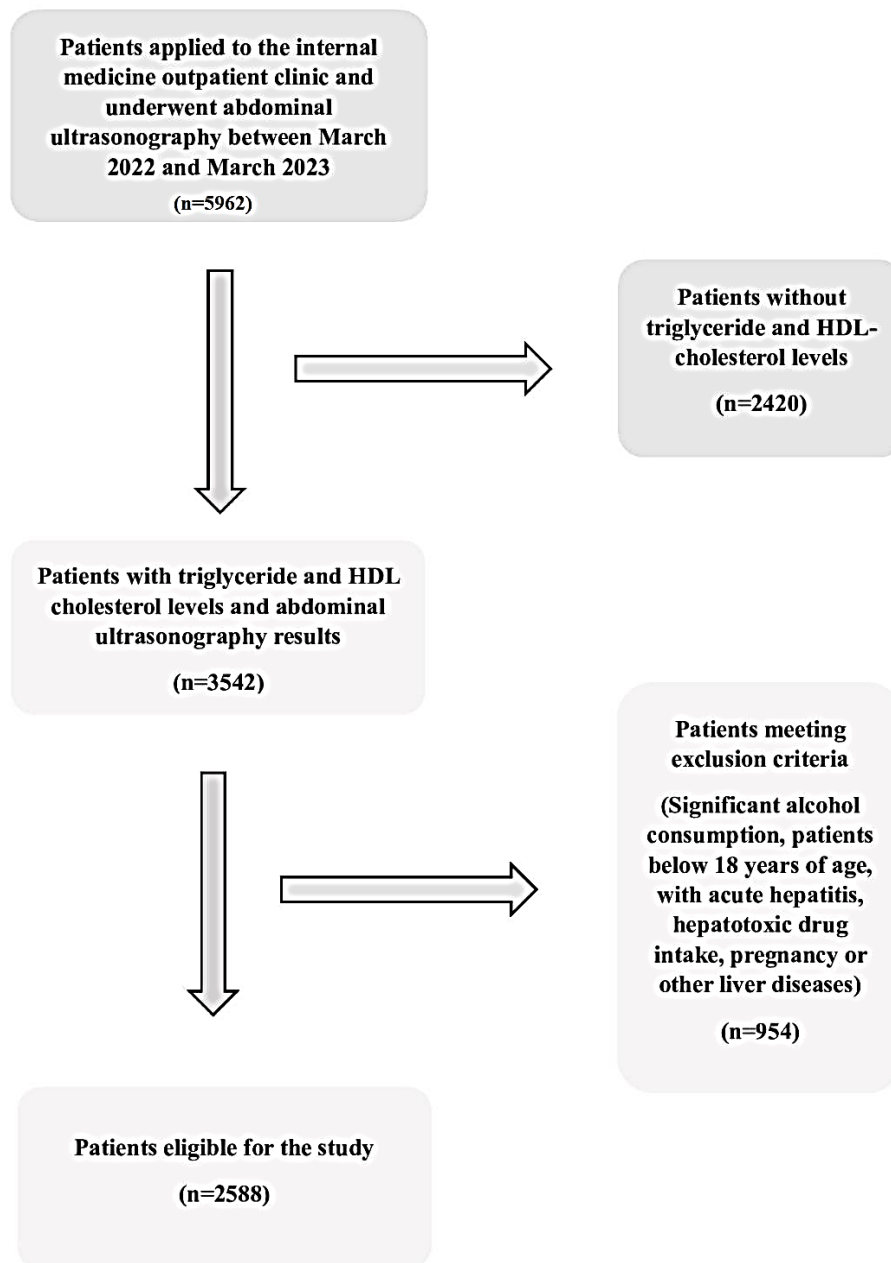 Patients applied to the internal
medicine outpatient clinic and
underwent abdominal
ultrasonography between March
2022 and March 2023
(n=5962)
Patients without
triglyceride and HDL-
cholesterol levels
(n=2420)
Patients with triglyceride and HDL
cholesterol levels and abdominal
ultrasonography results
(n=3542)
Patients meeting
exclusion criteria
(Significant alcohol
consumption, patients
below 18 years of age,
with acute hepatitis,
hepatotoxic drug
intake, pregnancy or
other liver diseases)
(n=954)
Patients eligible for the study
(n=2588)